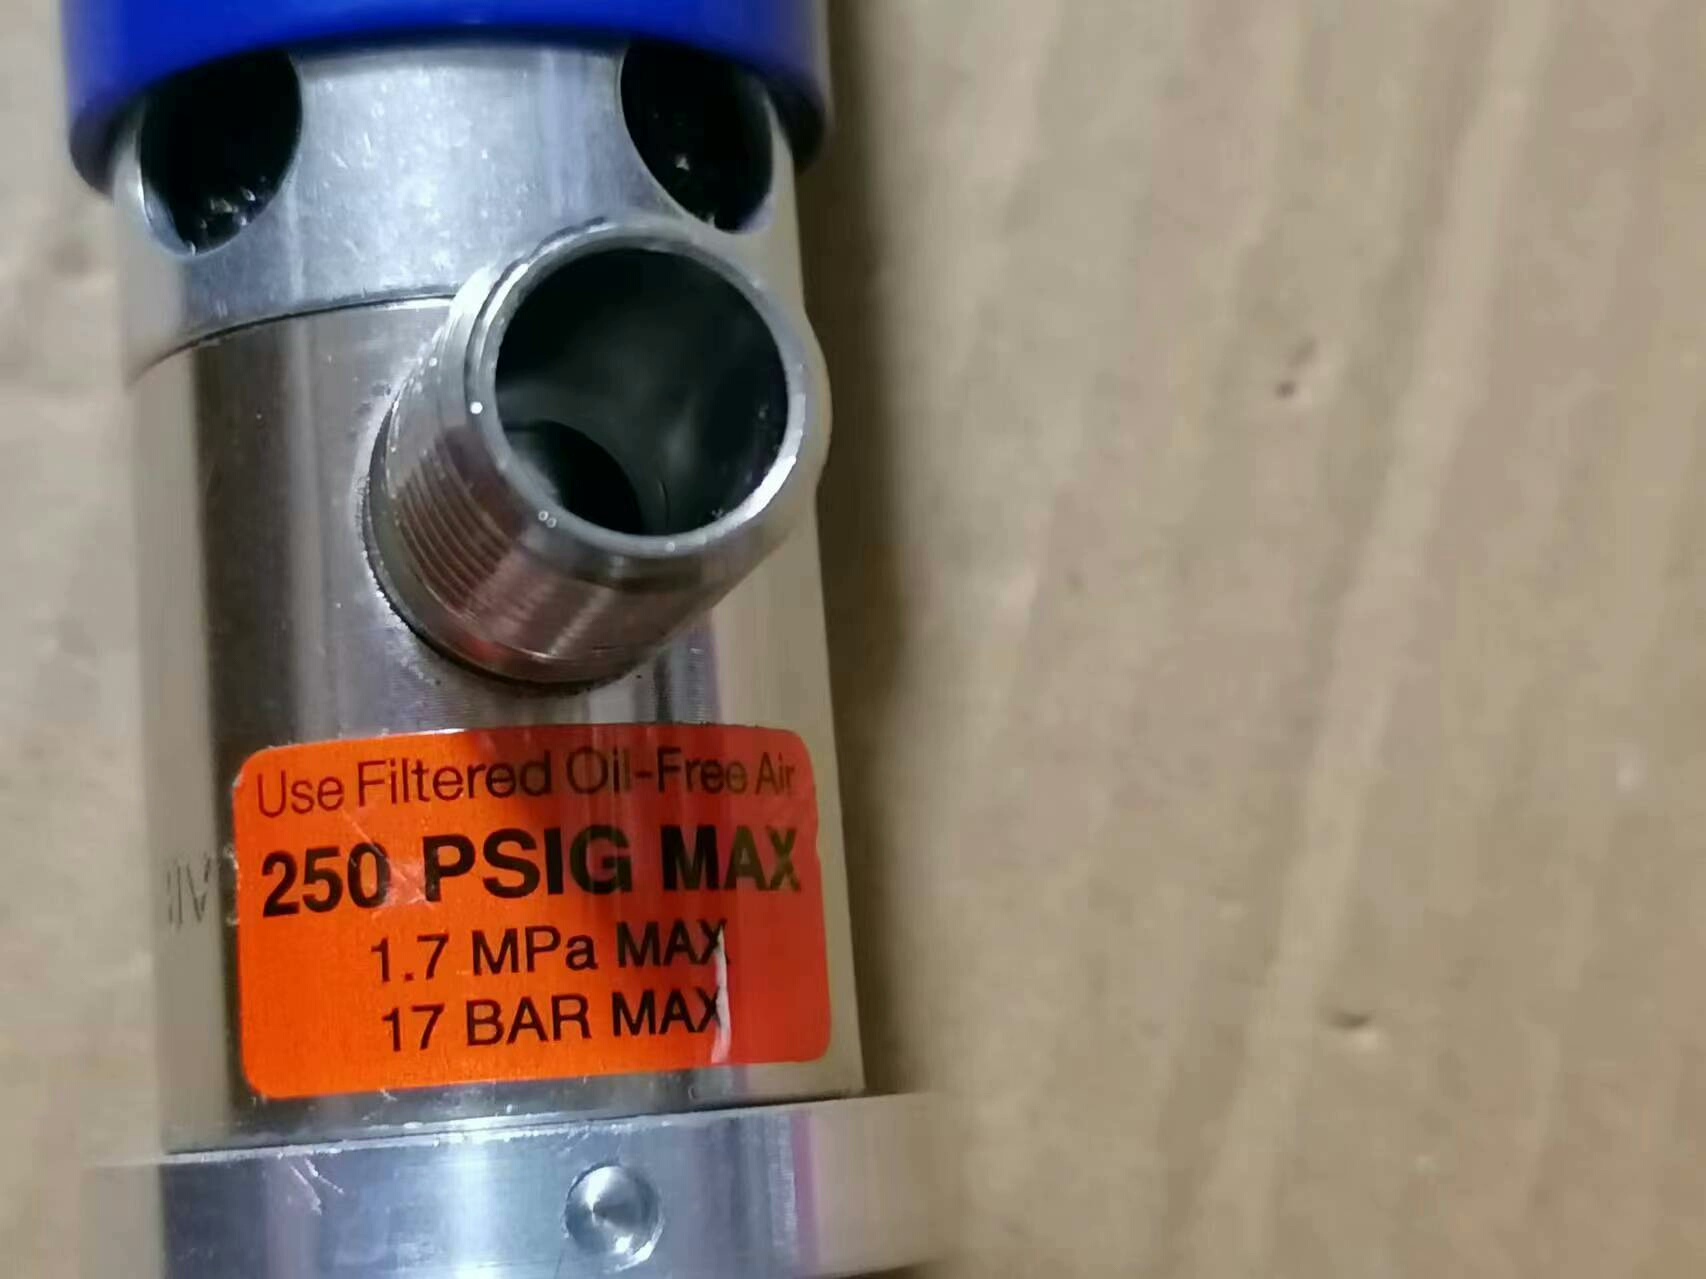 Use Filtered Oil-Free Air
250 PSIG MAX
1.7 MPa MAX
17 BAR MAX